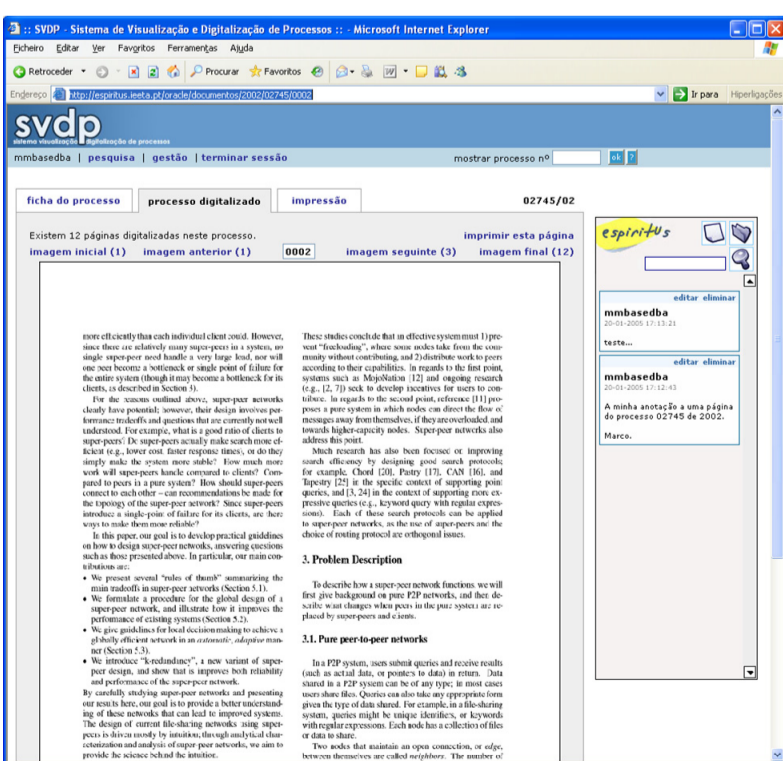 :: SVDP - Sistema de Visualização e Digitalização de Processos :: - Microsoft Internet Explorer
Ficheiro Editar Ver Favoritos Ferramentas Ajuda
Retroceder Procurar Favoritos
Endereço http://espiritus.ieeta.pt/oracle/documentos/2002/02745/0002 Ir para Hiperligações
svdp
sistema visualização digitalização de processos
mmbasedba | pesquisa | gestão | terminar sessão mostrar processo nº ok ?
ficha do processo processo digitalizado impressão 02745/02
Existem 12 páginas digitalizadas neste processo. imprimir esta página
imagem inicial (1) imagem anterior (1) 0002 imagem seguinte (3) imagem final (12)
more efficiently than each individual client could. However,
since there are relatively many super-peers in a system, no
single super-peer need handle a very large load, nor will
one peer become a bottleneck or single point of failure for
the entire system (though it may become a bottleneck for its
clients, as described in Section 3).
For the reasons outlined above, super-peer networks
clearly have potential; however, their design involves per-
formance tradeoffs and questions that are currently not well
understood. For example, what is a good ratio of clients to
super-peers? Do super-peers actually make search more ef-
ficient (e.g., lower cost, faster response times), or do they
simply make the system more stable? How much more
work will super-peers handle compared to clients? Com-
pared to peers in a pure system? How should super-peers
connect to each other – can recommendations be made for
the topology of the super-peer network? Since super-peers
introduce a single-point of failure for its clients, are there
ways to make them more reliable?
In this paper, our goal is to develop practical guidelines
on how to design super-peer networks, answering questions
such as those presented above. In particular, our main con-
tributions are:
• We present several "rules of thumb" summarizing the
main tradeoffs in super-peer networks (Section 5.1).
• We formulate a procedure for the global design of a
super-peer network, and illustrate how it improves the
performance of existing systems (Section 5.2).
• We give guidelines for local decision making to achieve a
globally efficient network in an automatic, adaptive man-
ner (Section 5.3).
• We introduce "k-redundancy", a new variant of super-
peer design, and show that is improves both reliability
and performance of the super-peer network.
By carefully studying super-peer networks and presenting
our results here, our goal is to provide a better understand-
ing of these networks that can lead to improved systems.
The design of current file-sharing networks using super-
peers is driven mostly by intuition; through analytical char-
acterization and analysis of super-peer networks, we aim to
provide the science behind the intuition.
These studies conclude that an effective system must 1) pre-
vent "freeloading", where some nodes take from the com-
munity without contributing, and 2) distribute work to peers
according to their capabilities. In regards to the first point,
systems such as MojoNation [12] and ongoing research
(e.g., [2, 7]) seek to develop incentives for users to con-
tribute. In regards to the second point, reference [11] pro-
poses a pure system in which nodes can direct the flow of
messages away from themselves, if they are overloaded, and
towards higher-capacity nodes. Super-peer networks also
address this point.
Much research has also been focused on improving
search efficiency by designing good search protocols;
for example, Chord [20], Pastry [17], CAN [16], and
Tapestry [25] in the specific context of supporting point
queries, and [3, 24] in the context of supporting more ex-
pressive queries (e.g., keyword query with regular expres-
sions). Each of these search protocols can be applied
to super-peer networks, as the use of super-peers and the
choice of routing protocol are orthogonal issues.
3. Problem Description
To describe how a super-peer network functions, we will
first give background on pure P2P networks, and then de-
scribe what changes when peers in the pure system are re-
placed by super-peers and clients.
3.1. Pure peer-to-peer networks
In a P2P system, users submit queries and receive results
(such as actual data, or pointers to data) in return. Data
shared in a P2P system can be of any type; in most cases
users share files. Queries can also take any appropriate form
given the type of data shared. For example, in a file-sharing
system, queries might be unique identifiers, or keywords
with regular expressions. Each node has a collection of files
or data to share.
Two nodes that maintain an open connection, or edge,
between themselves are called neighbors. The number of
espiritus
editar eliminar
mmbasedba
20-01-2005 17:13:21
teste...
editar eliminar
mmbasedba
20-01-2005 17:12:43
A minha anotação a uma página
do processo 02745 de 2002.
Marco.